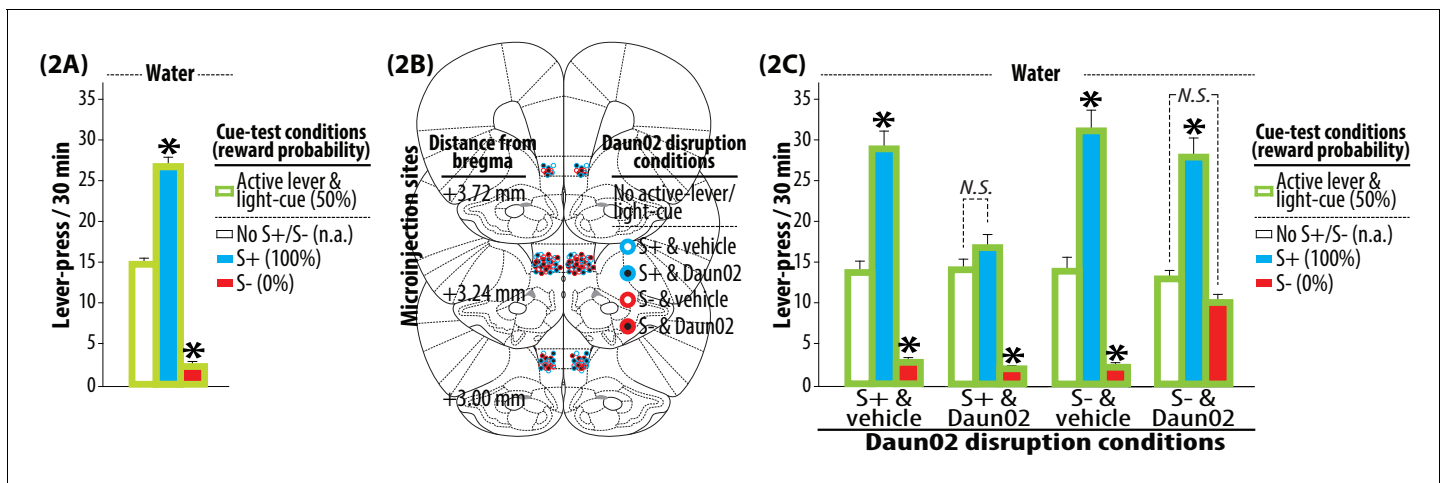 (2A)
Water
35
30
25
20
15
10
5
0
Lever-press / 30 min
*
*
Cue-test conditions
(reward probability)
Active lever &
light-cue (50%)
No S+/S- (n.a.)
S+ (100%)
S- (0%)
(2B)
Microinjection sites
Distance from
bregma
+3.72 mm
+3.24 mm
+3.00 mm
Daun02 disruption
conditions
No active-lever/
light-cue
S+ & vehicle
S+ & Daun02
S- & vehicle
S- & Daun02
(2C)
Water
35
30
25
20
15
10
5
0
Lever-press / 30 min
*
*
N.S.
*
*
*
N.S.
*
S+ &
vehicle
S+ &
Daun02
S- &
vehicle
S- &
Daun02
Daun02 disruption conditions
Cue-test conditions
(reward probability)
Active lever &
light-cue (50%)
No S+/S- (n.a.)
S+ (100%)
S- (0%)